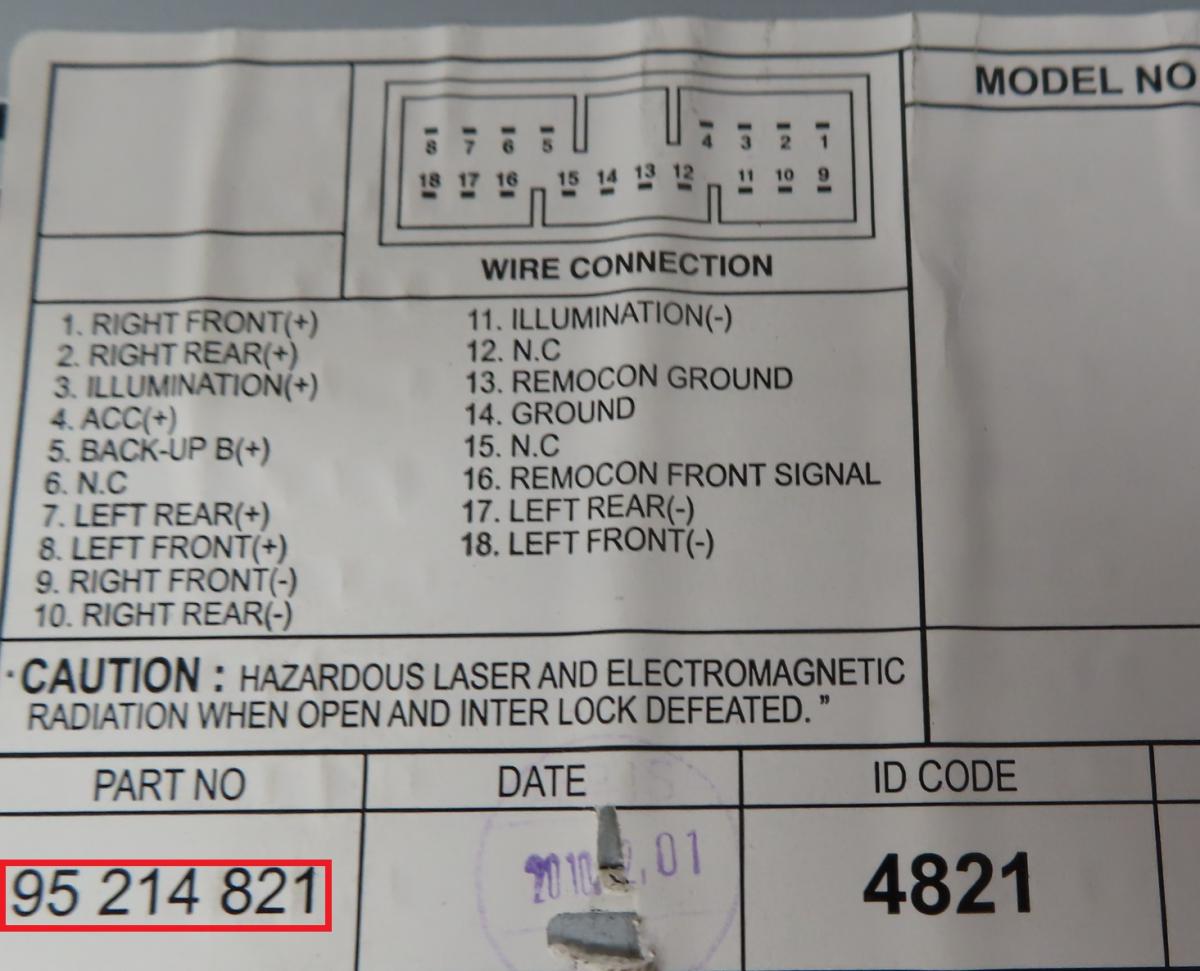 MODEL NO
8 7 6 5 4 3 2 1
18 17 16 15 14 13 12 11 10 9
WIRE CONNECTION
1. RIGHT FRONT(+)
2. RIGHT REAR(+)
3. ILLUMINATION(+)
4. ACC(+)
5. BACK-UP B(+)
6. N.C
7. LEFT REAR(+)
8. LEFT FRONT(+)
9. RIGHT FRONT(-)
10. RIGHT REAR(-)
11. ILLUMINATION(-)
12. N.C
13. REMOCON GROUND
14. GROUND
15. N.C
16. REMOCON FRONT SIGNAL
17. LEFT REAR(-)
18. LEFT FRONT(-)
·CAUTION : HAZARDOUS LASER AND ELECTROMAGNETIC
RADIATION WHEN OPEN AND INTER LOCK DEFEATED. ”
PART NO DATE ID CODE
95 214 821 4821